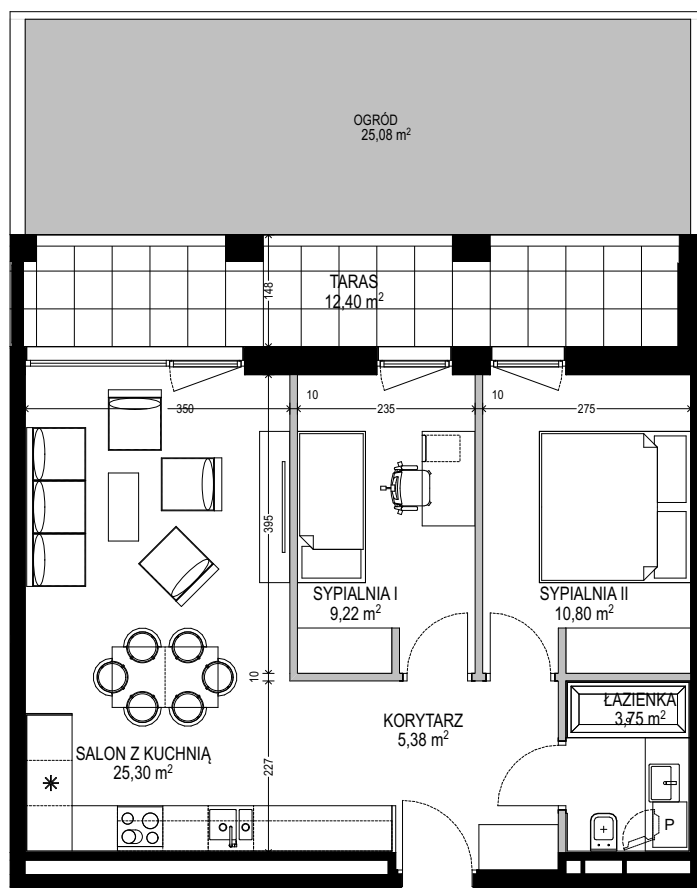 OGRÓD
25,08 m²
TARAS
12,40 m²
148
10
10
350
235
275
395
SYPIALNIA I
9,22 m²
SYPIALNIA II
10,80 m²
10
ŁAZIENKA
3,75 m²
KORYTARZ
5,38 m²
SALON Z KUCHNIĄ
25,30 m²
227
P